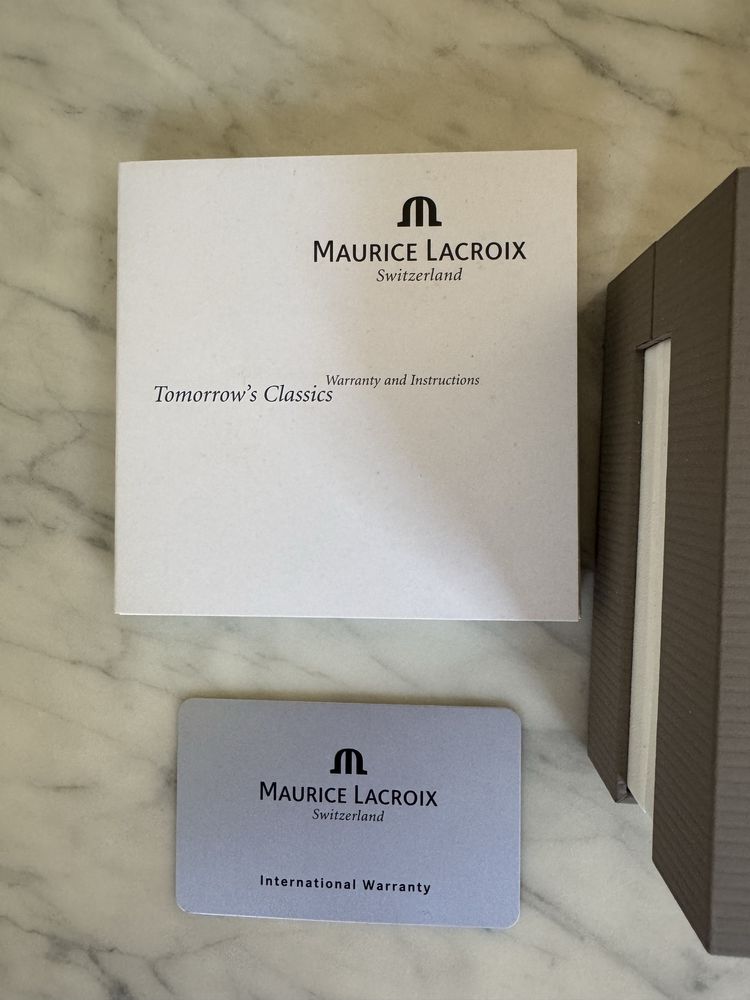 MAURICE LACROIX
Switzerland
Warranty and Instructions
Tomorrow's Classics
MAURICE LACROIX
Switzerland
International Warranty